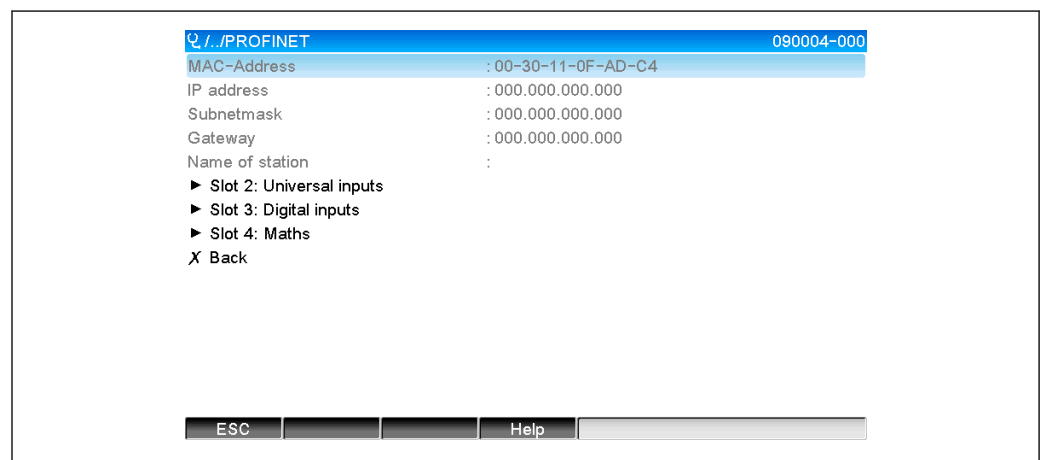 /../PROFINET 090004-000
MAC-Address : 00-30-11-0F-AD-C4
IP address : 000.000.000.000
Subnetmask : 000.000.000.000
Gateway : 000.000.000.000
Name of station :
► Slot 2: Universal inputs
► Slot 3: Digital inputs
► Slot 4: Maths
X Back
ESC Help